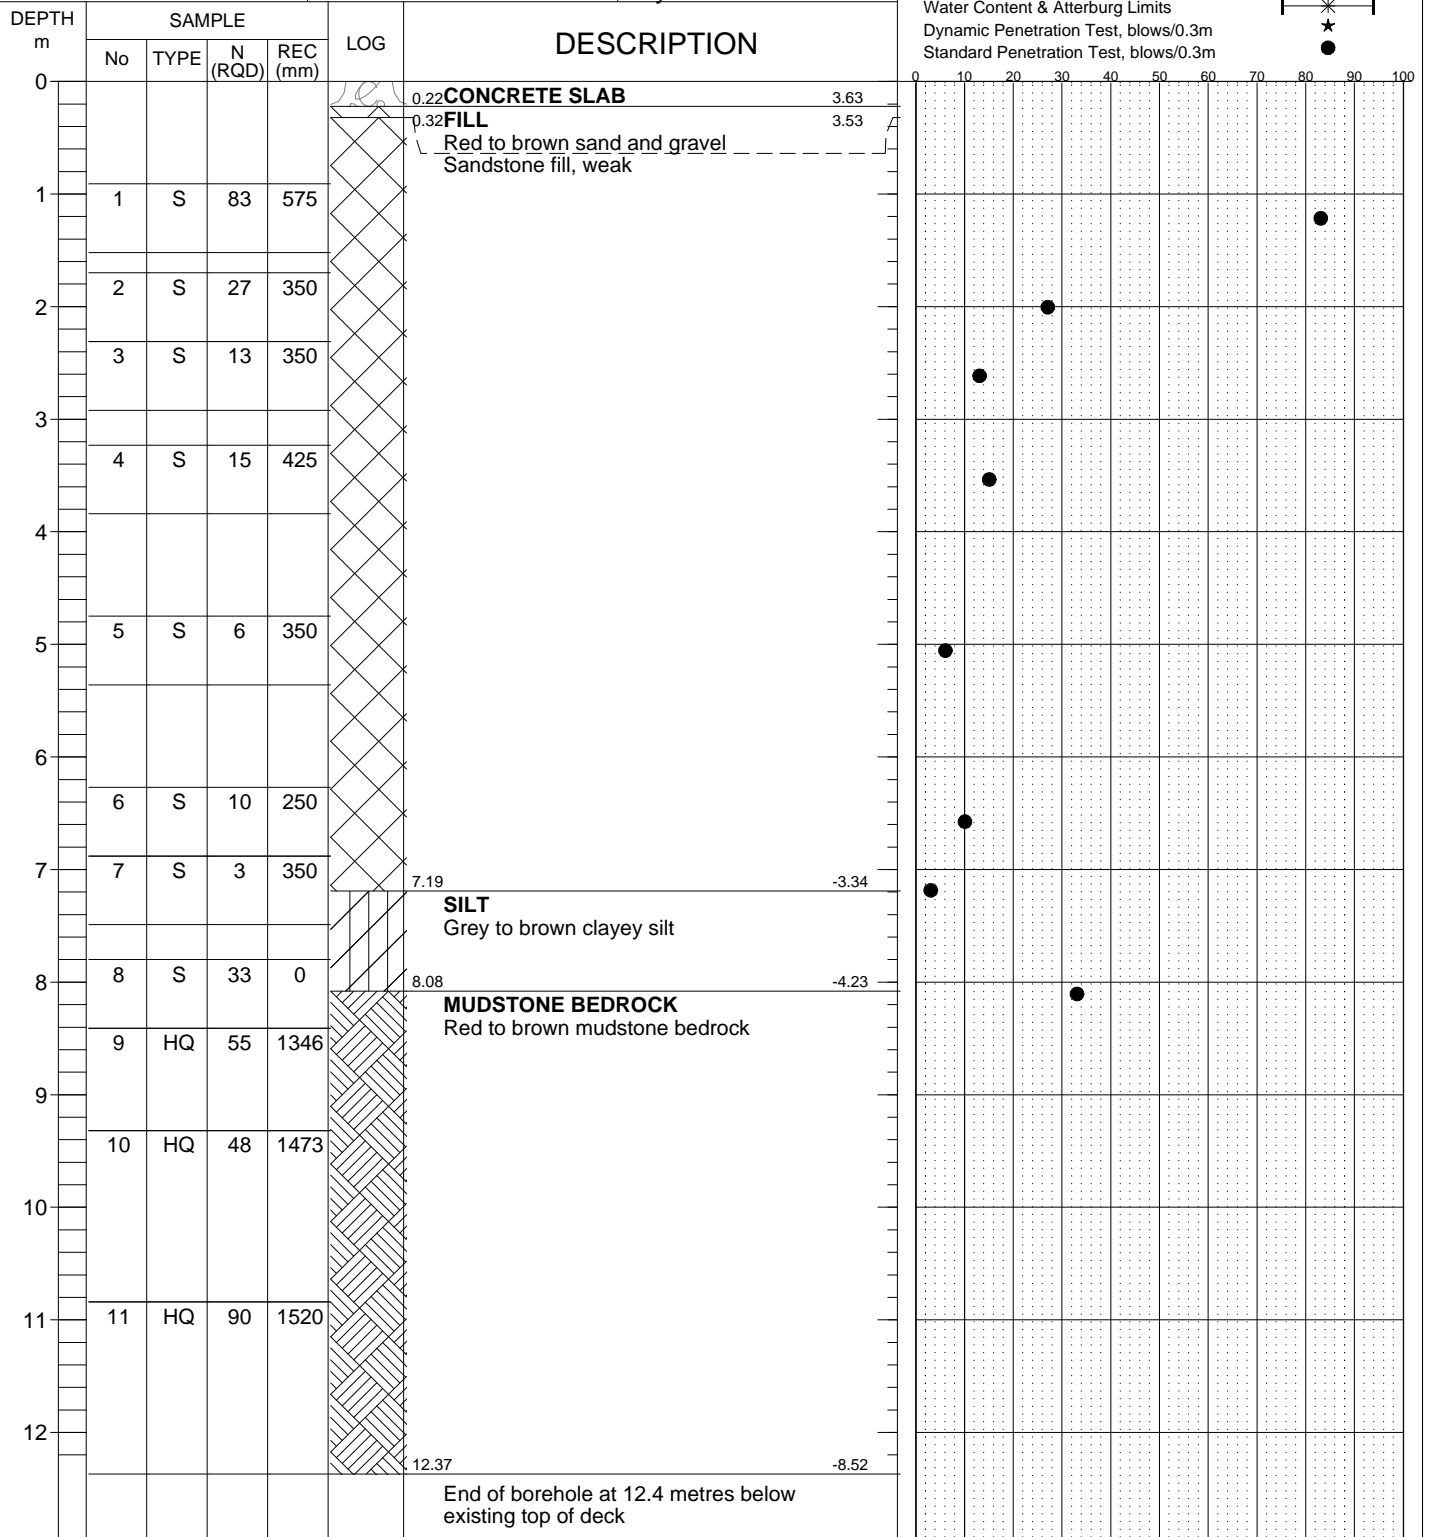 Water Content & Atterburg Limits
Dynamic Penetration Test, blows/0.3m
Standard Penetration Test, blows/0.3m
DEPTH
m
SAMPLE
No TYPE N (RQD) REC (mm)
LOG
DESCRIPTION
0 10 20 30 40 50 60 70 80 90 100
0
0.22 CONCRETE SLAB 3.63
0.32 FILL 3.53
Red to brown sand and gravel
Sandstone fill, weak
1
1 S 83 575
2 S 27 350
2
3 S 13 350
3
4 S 15 425
4
5 S 6 350
5
6
6 S 10 250
7
7 S 3 350
7.19 -3.34
SILT
Grey to brown clayey silt
8 S 33 0
8
8.08 -4.23
MUDSTONE BEDROCK
Red to brown mudstone bedrock
9 HQ 55 1346
9
10 HQ 48 1473
10
11 HQ 90 1520
11
12
12.37 -8.52
End of borehole at 12.4 metres below
existing top of deck